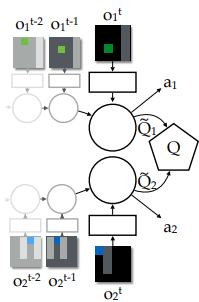 o₁ᵗ⁻² o₁ᵗ⁻¹ o₁ᵗ
a₁
Q̃₁
Q
Q̃₂
a₂
o₂ᵗ⁻² o₂ᵗ⁻¹
o₂ᵗ